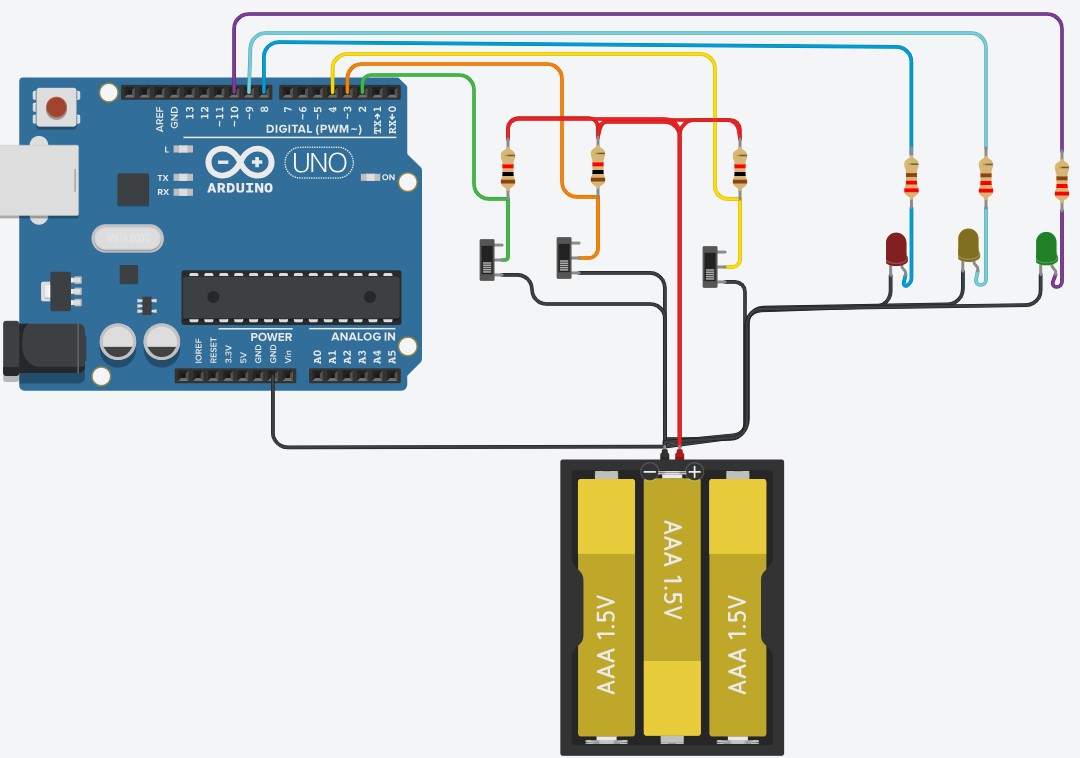 AREF
GND
13
12
~11
~10
~9
8
7
~6
~5
4
~3
2
TX→1
RX←0
DIGITAL (PWM~)
L
TX
RX
ARDUINO
UNO
ON
POWER
ANALOG IN
IOREF
RESET
3.3V
5V
GND
GND
Vin
A0
A1
A2
A3
A4
A5
− +
AAA 1.5V
AAA 1.5V
AAA 1.5V